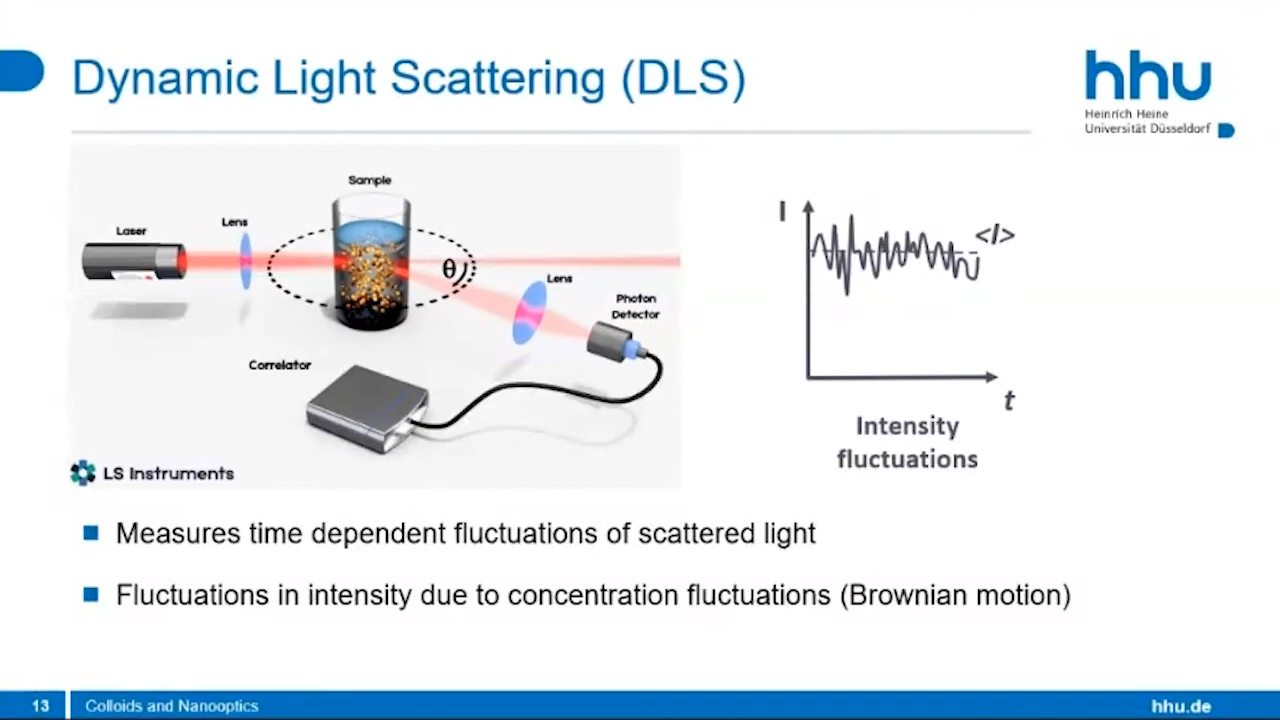 Dynamic Light Scattering (DLS)
hhu
Heinrich Heine
Universität Düsseldorf
Sample
Laser
Lens
θ
Lens
Photon
Detector
Correlator
LS Instruments
I
<I>
t
Intensity
fluctuations
Measures time dependent fluctuations of scattered light
Fluctuations in intensity due to concentration fluctuations (Brownian motion)
13
Colloids and Nanooptics
hhu.de